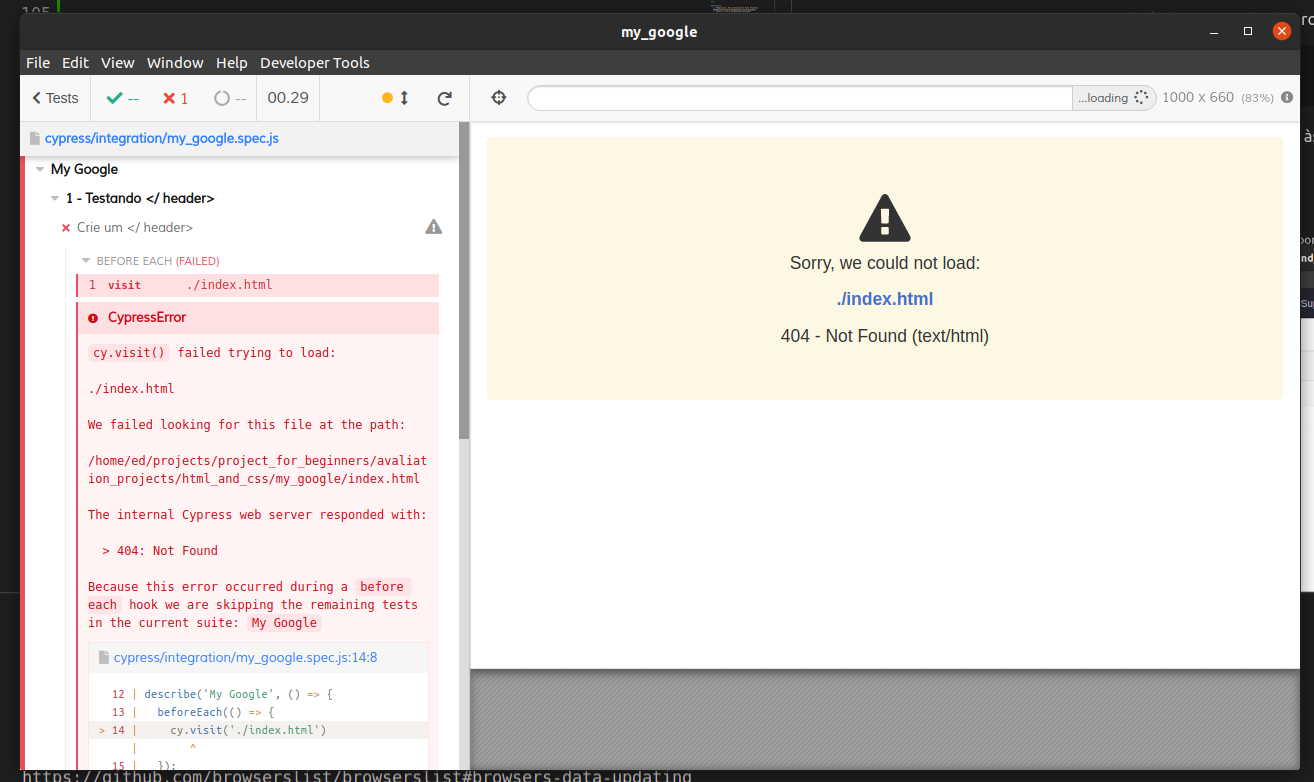 105
my_google
File Edit View Window Help Developer Tools
Tests -- 1 -- 00.29 ...loading 1000 x 660 (83%)
cypress/integration/my_google.spec.js
My Google
1 - Testando </ header>
Crie um </ header>
BEFORE EACH (FAILED)
1 visit ./index.html
CypressError
cy.visit() failed trying to load:
./index.html
We failed looking for this file at the path:
/home/ed/projects/project_for_beginners/avaliat
ion_projects/html_and_css/my_google/index.html
The internal Cypress web server responded with:
> 404: Not Found
Because this error occurred during a before
each hook we are skipping the remaining tests
in the current suite: My Google
cypress/integration/my_google.spec.js:14:8
12 | describe('My Google', () => {
13 | beforeEach(() => {
> 14 | cy.visit('./index.html')
| ^
15 | });
Sorry, we could not load:
./index.html
404 - Not Found (text/html)
https://github.com/browserslist/browserslist#browsers-data-updating